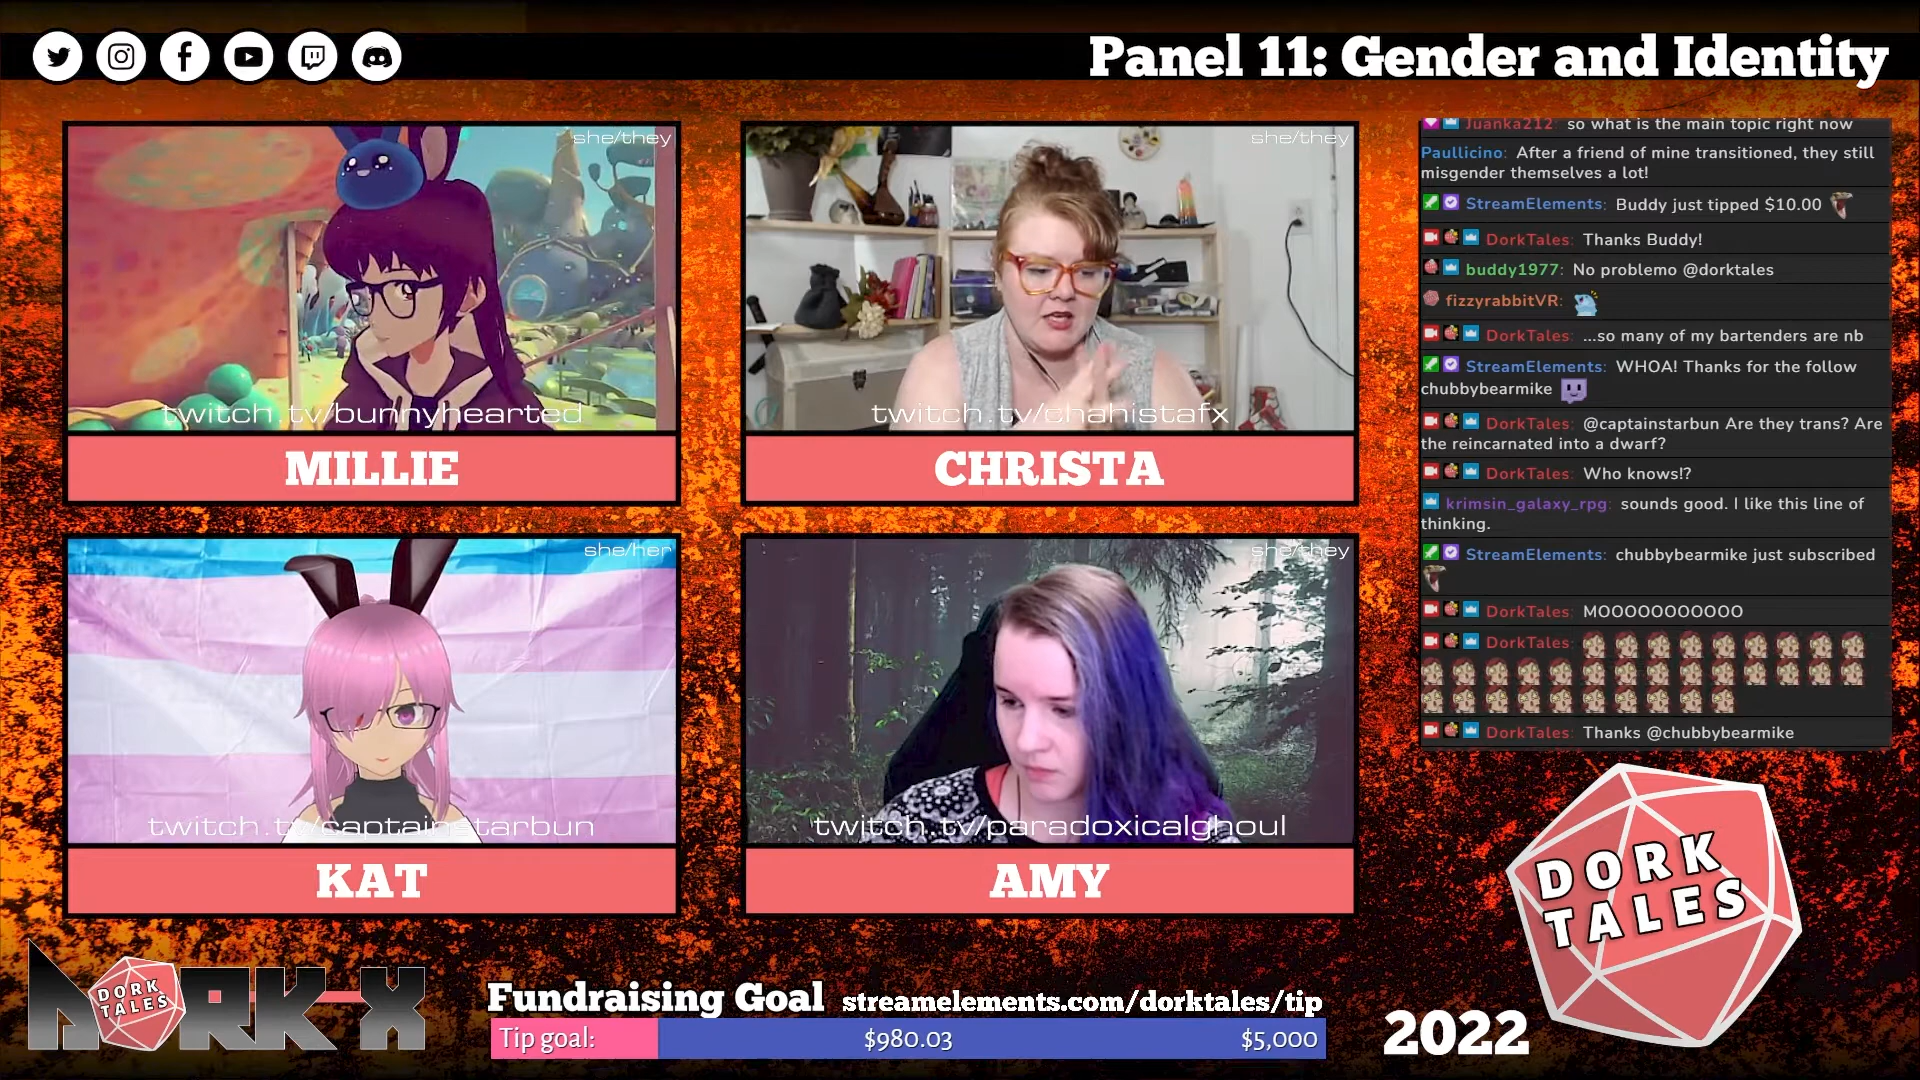 Panel 11: Gender and Identity
she/they
twitch.tv/bunnyhearted
MILLIE
she/they
twitch.tv/chahistafx
CHRISTA
she/her
twitch.tv/captainstarbun
KAT
she/they
twitch.tv/paradoxicalghoul
AMY
Juanka212: so what is the main topic right now
Paullicino: After a friend of mine transitioned, they still
misgender themselves a lot!
StreamElements: Buddy just tipped $10.00
DorkTales: Thanks Buddy!
buddy1977: No problemo @dorktales
fizzyrabbitVR:
DorkTales: ...so many of my bartenders are nb
StreamElements: WHOA! Thanks for the follow
chubbybearmike
DorkTales: @captainstarbun Are they trans? Are
the reincarnated into a dwarf?
DorkTales: Who knows!?
krimsin_galaxy_rpg: sounds good. I like this line of
thinking.
StreamElements: chubbybearmike just subscribed
DorkTales: MOOOOOOOOOOO
DorkTales:
DorkTales: Thanks @chubbybearmike
DORK
TALES
DORK-X
DORK
TALES
Fundraising Goal streamelements.com/dorktales/tip
Tip goal: $980.03 $5,000
2022